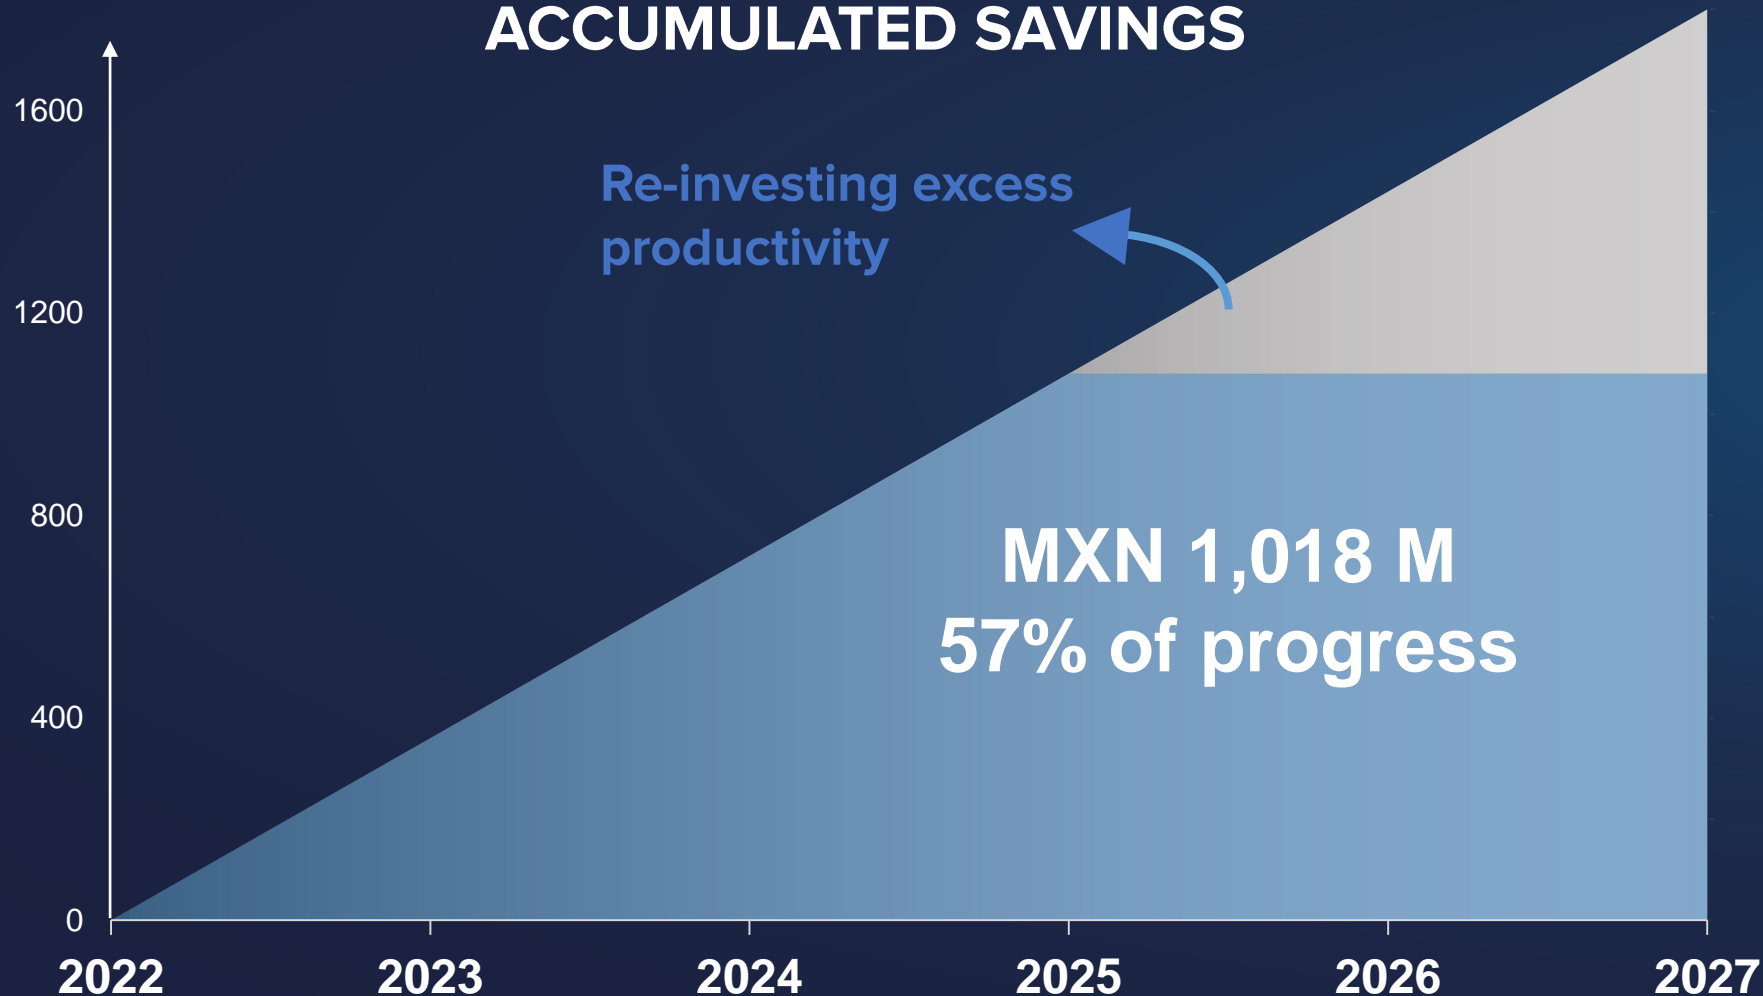 ACCUMULATED SAVINGS
1600
Re-investing excess
productivity
1200
800
MXN 1,018 M
57% of progress
400
0
2022 2023 2024 2025 2026 2027